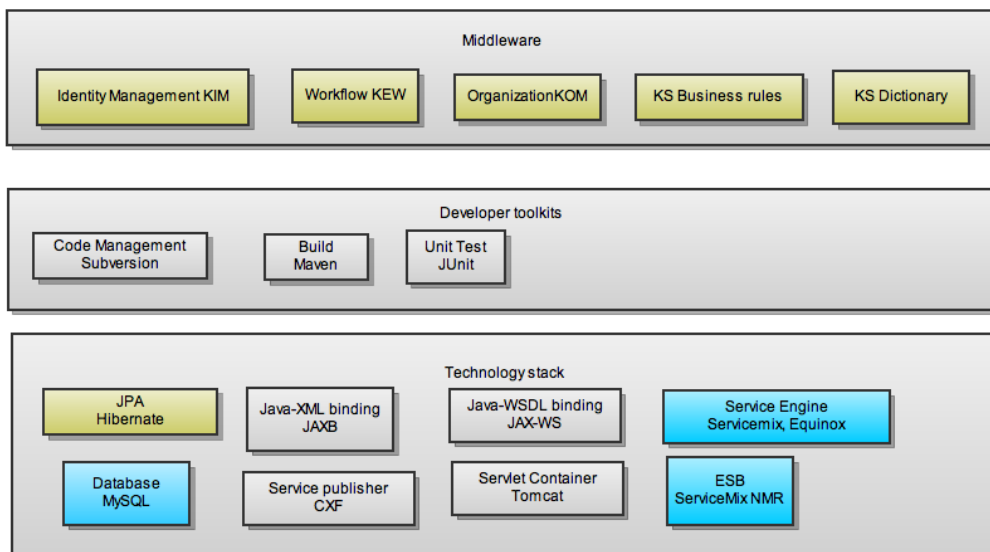 Middleware
Identity Management KIM
Workflow KEW
OrganizationKOM
KS Business rules
KS Dictionary
Developer toolkits
Code Management
Subversion
Build
Maven
Unit Test
JUnit
Technology stack
JPA
Hibernate
Java-XML binding
JAXB
Java-WSDL binding
JAX-WS
Service Engine
Servicemix, Equinox
Database
MySQL
Service publisher
CXF
Servlet Container
Tomcat
ESB
ServiceMix NMR